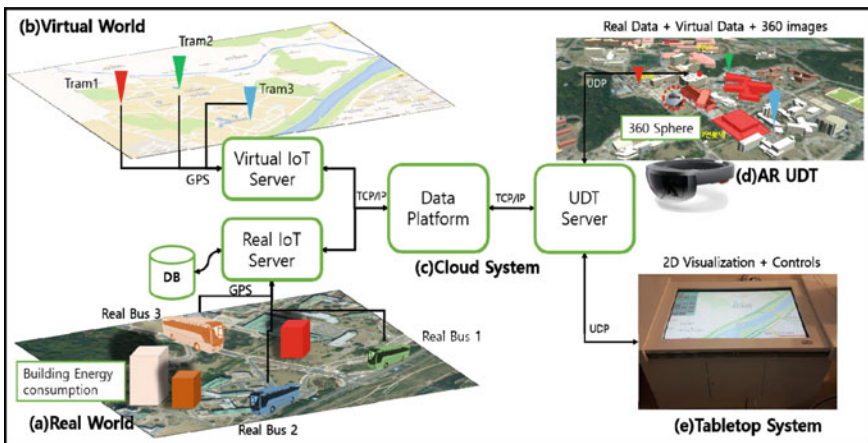 (b)Virtual World
Tram1
Tram2
Tram3
GPS
Virtual IoT
Server
Real IoT
Server
DB
GPS
TCP/IP
Data
Platform
(c)Cloud System
TCP/IP
UDT
Server
UDP
UDP
Real Data + Virtual Data + 360 images
360 Sphere
(d)AR UDT
2D Visualization + Controls
(e)Tabletop System
Real Bus 3
Real Bus 1
Building Energy
consumption
(a)Real World
Real Bus 2